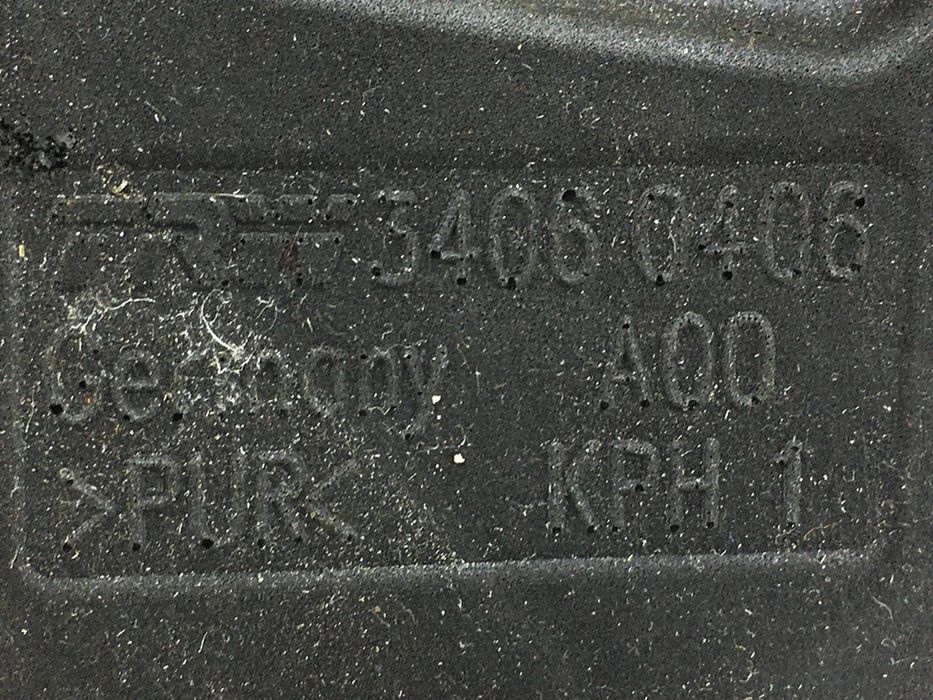 5406 0406
Germany A00
>PUR< KPH 1